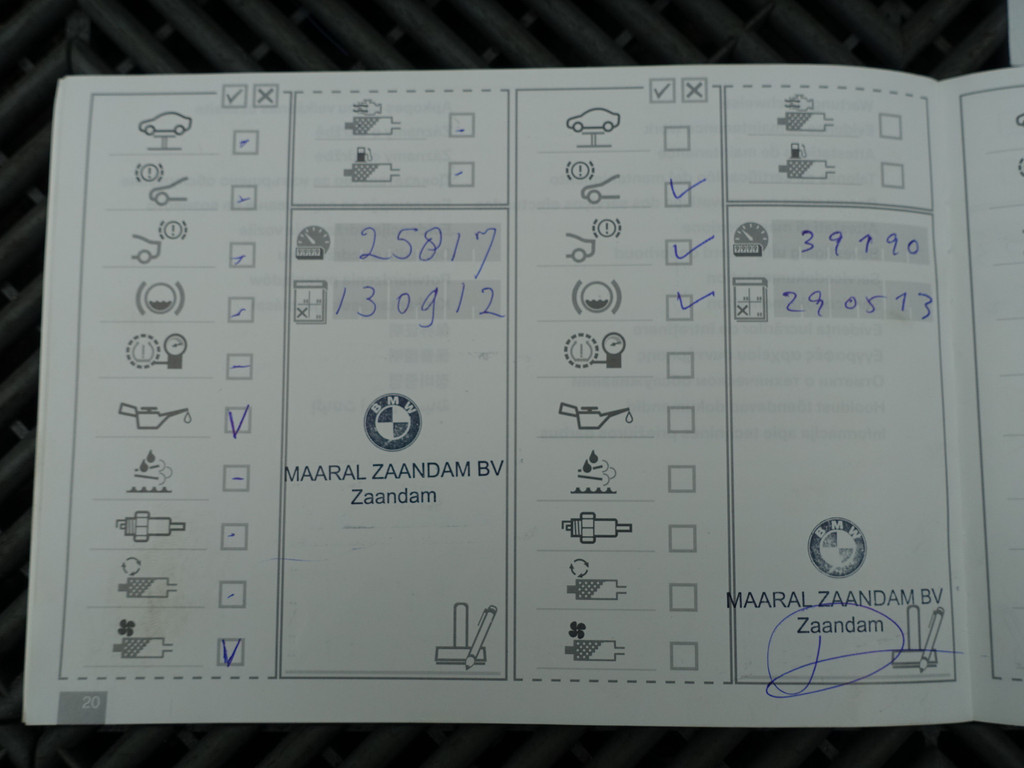 25817
130912
BMW
MAARAL ZAANDAM BV
Zaandam
39190
290513
BMW
MAARAL ZAANDAM BV
Zaandam
20